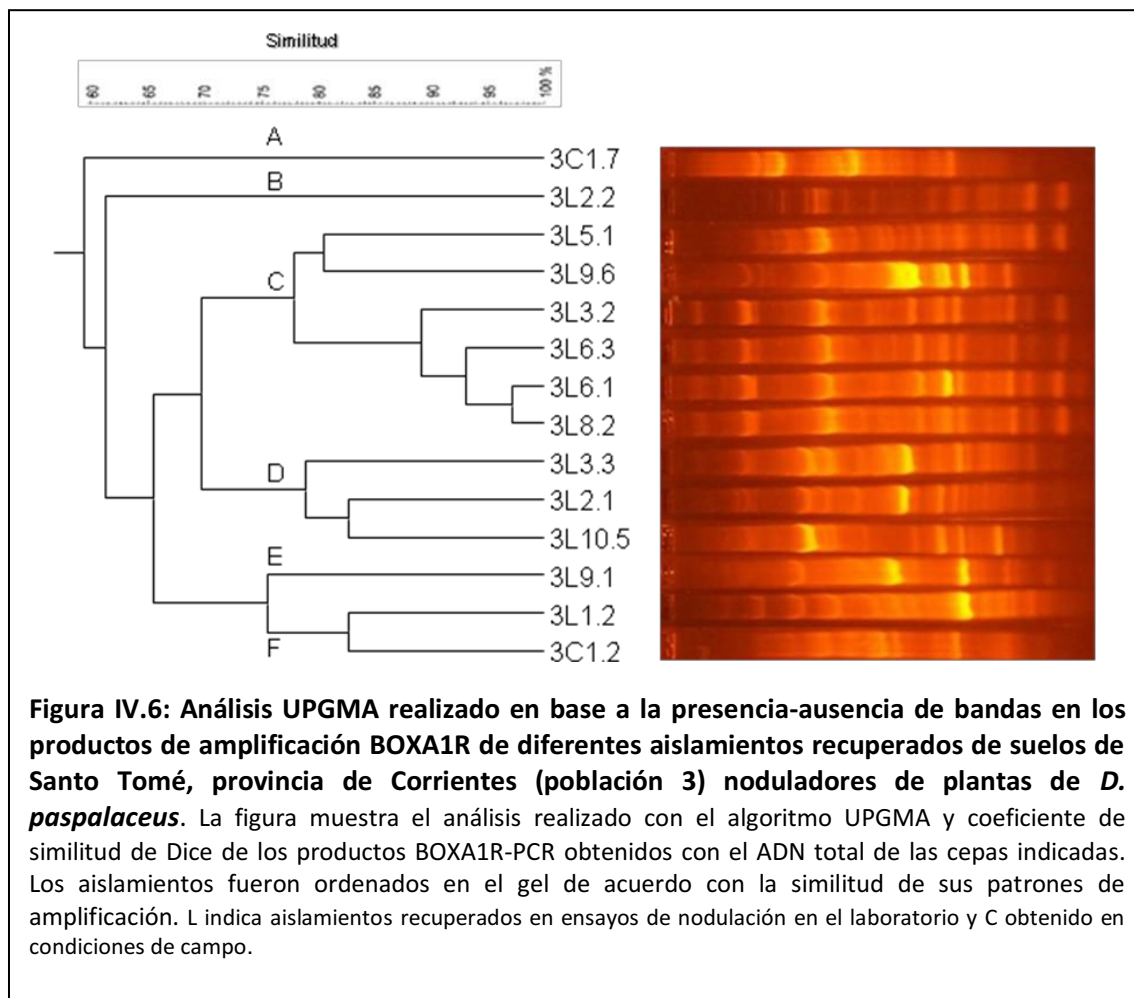 Similitud
60 65 70 75 80 85 90 95 100 %
A
3C1.7
B
3L2.2
3L5.1
C
3L9.6
3L3.2
3L6.3
3L6.1
3L8.2
3L3.3
D
3L2.1
3L10.5
E
3L9.1
3L1.2
F
3C1.2
Figura IV.6: Análisis UPGMA realizado en base a la presencia-ausencia de bandas en los
productos de amplificación BOXA1R de diferentes aislamientos recuperados de suelos de
Santo Tomé, provincia de Corrientes (población 3) noduladores de plantas de D.
paspalaceus. La figura muestra el análisis realizado con el algoritmo UPGMA y coeficiente de
similitud de Dice de los productos BOXA1R-PCR obtenidos con el ADN total de las cepas indicadas.
Los aislamientos fueron ordenados en el gel de acuerdo con la similitud de sus patrones de
amplificación. L indica aislamientos recuperados en ensayos de nodulación en el laboratorio y C obtenido en
condiciones de campo.